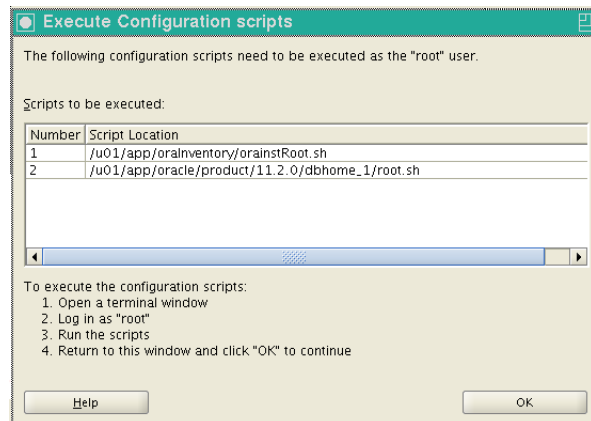 Execute Configuration scripts
The following configuration scripts need to be executed as the "root" user.
Scripts to be executed:
Number Script Location
1 /u01/app/oraInventory/orainstRoot.sh
2 /u01/app/oracle/product/11.2.0/dbhome_1/root.sh
To execute the configuration scripts:
1. Open a terminal window
2. Log in as "root"
3. Run the scripts
4. Return to this window and click "OK" to continue
Help OK